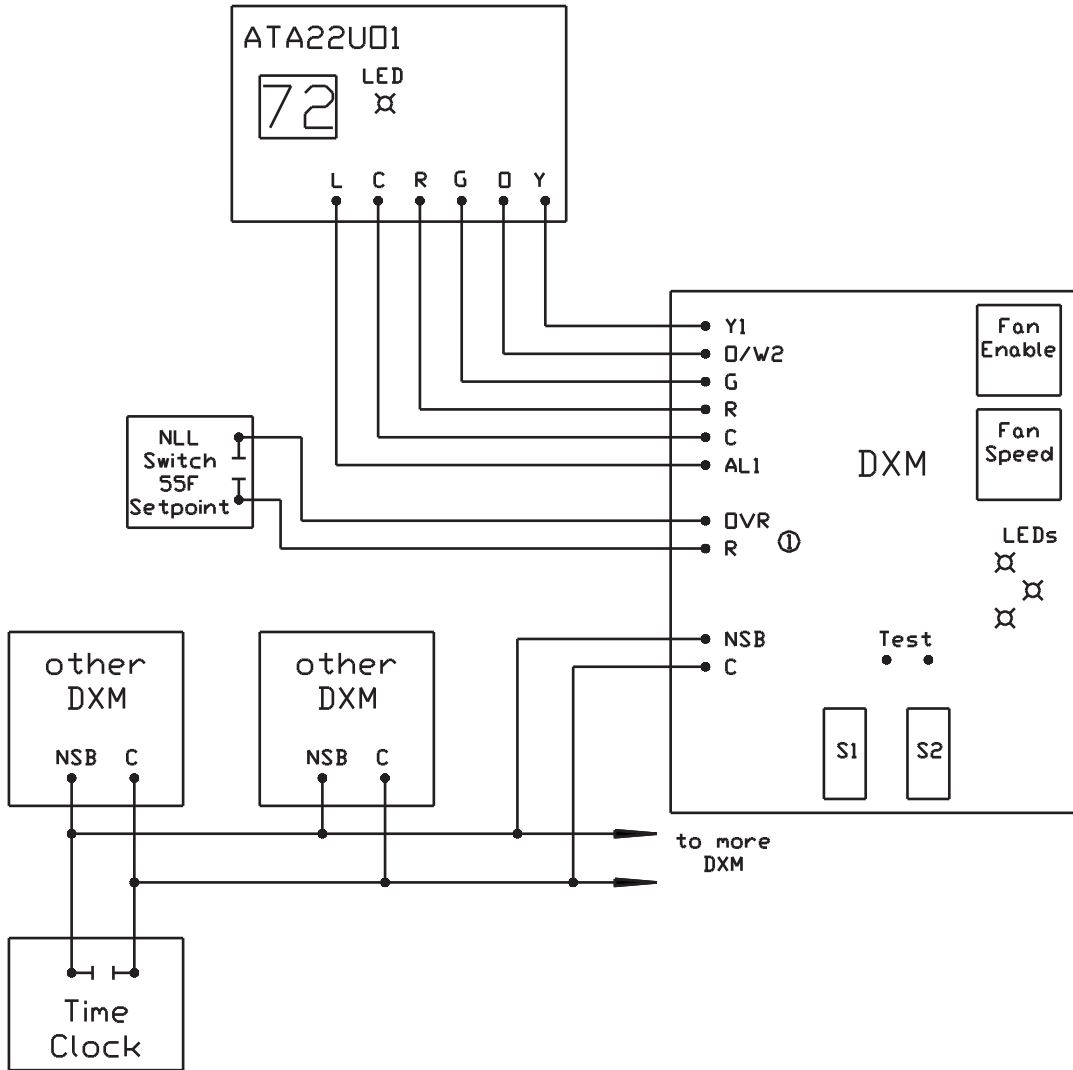 ATA22U01
LED
72
L C R G O Y
Y1
O/W2
G
R
C
AL1
OVR
R
①
NSB
C
DXM
Fan
Enable
Fan
Speed
LEDs
Test
S1
S2
NLL
Switch
55F
Setpoint
other
DXM
NSB C
other
DXM
NSB C
to more
DXM
Time
Clock